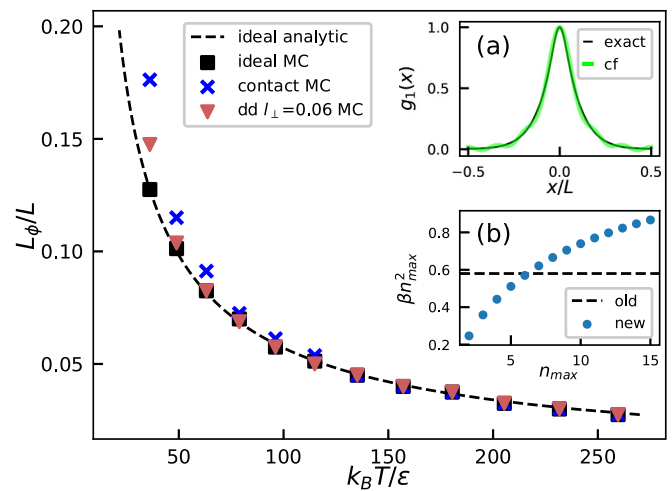 0.20
0.15
0.10
0.05
L_ϕ/L
50
100
150
200
250
k_BT/ε
ideal analytic
ideal MC
contact MC
dd l_⊥=0.06 MC
(a)
exact
cf
1.0
0.5
0.0
g_1(x)
−0.5
0.0
0.5
x/L
(b)
old
new
0.8
0.6
0.4
0.2
βn_max^2
5
10
15
n_max